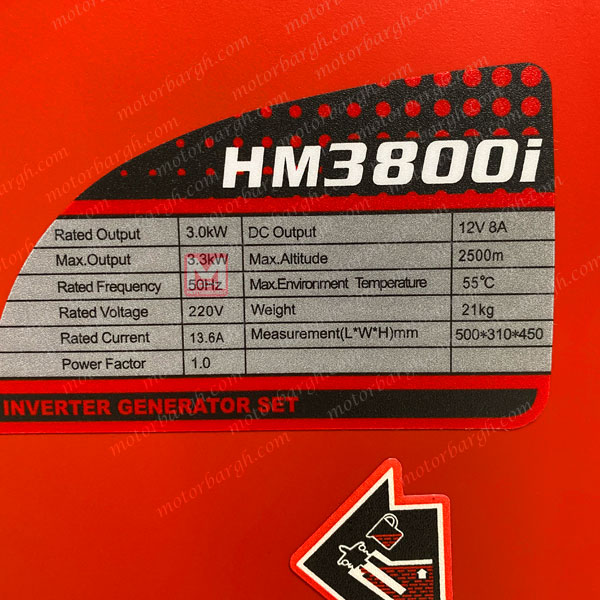 HM3800i
Rated Output 3.0kW DC Output 12V 8A
Max.Output 3.3kW Max.Altitude 2500m
Rated Frequency 50Hz Max.Environment Temperature 55℃
Rated Voltage 220V Weight 21kg
Rated Current 13.6A Measurement(L*W*H)mm 500*310*450
Power Factor 1.0
INVERTER GENERATOR SET
motorbargh.com